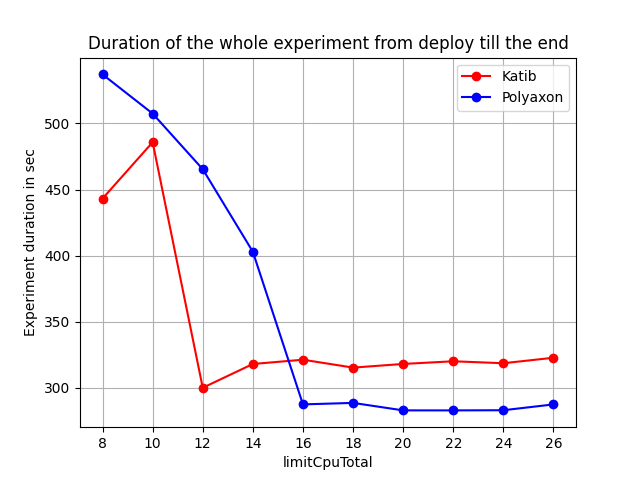 Duration of the whole experiment from deploy till the end
Katib
Polyaxon
Experiment duration in sec
500
450
400
350
300
8 10 12 14 16 18 20 22 24 26
limitCpuTotal